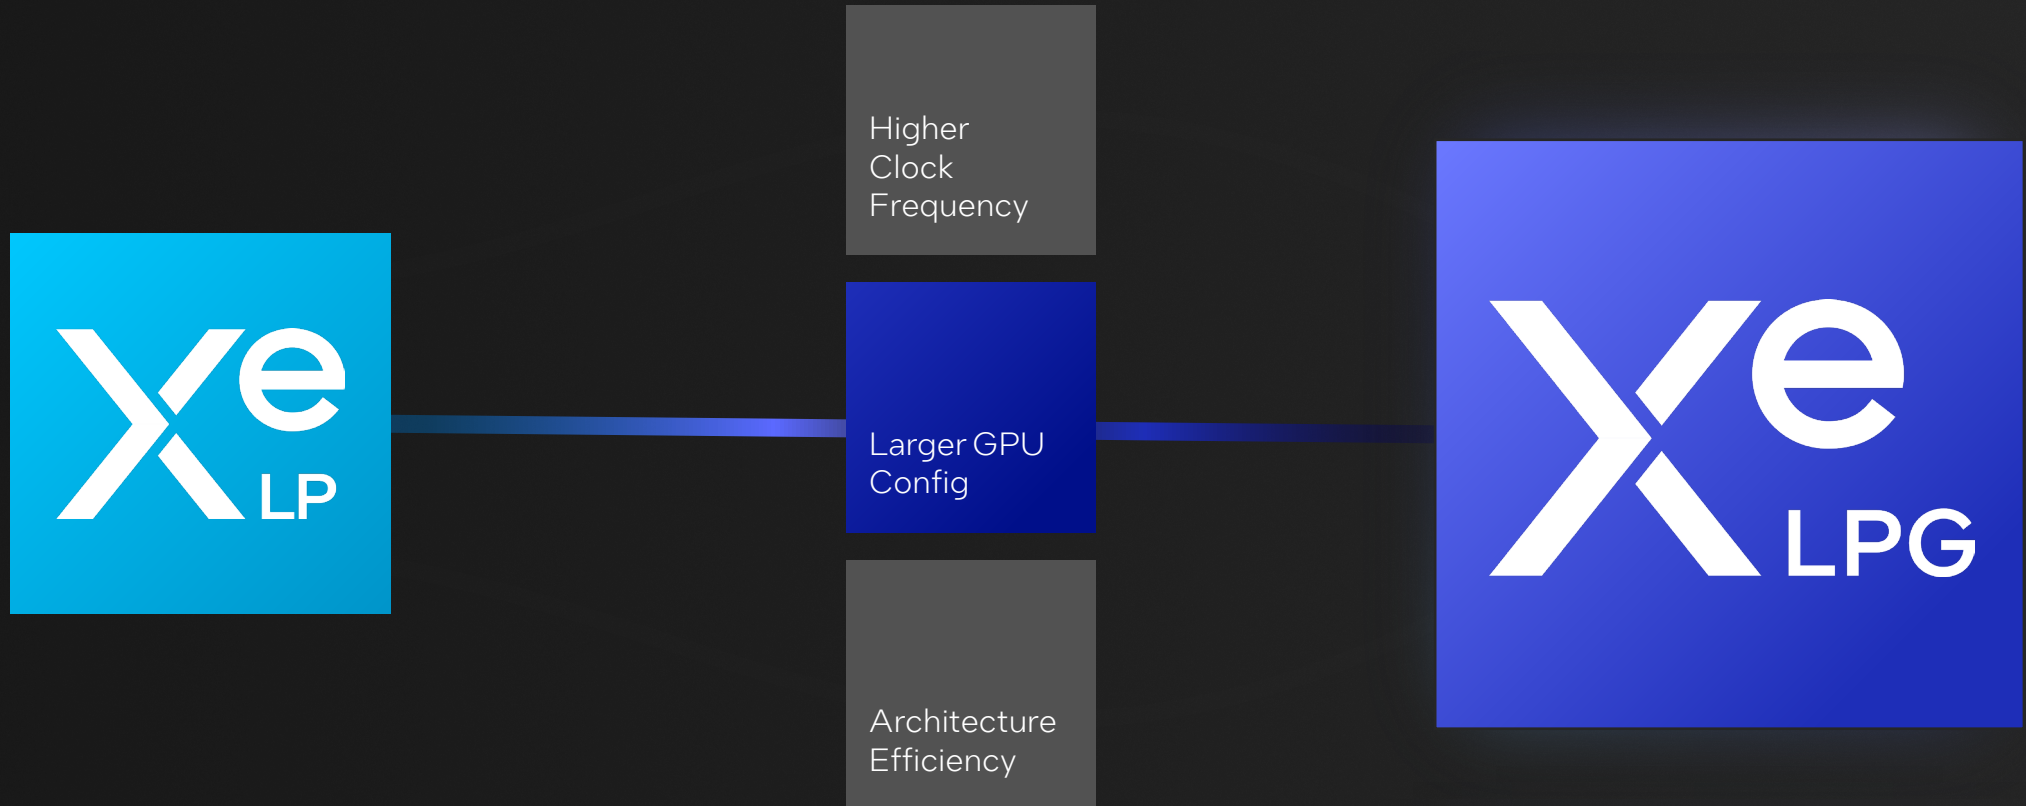 Xe
LP
Higher
Clock
Frequency
Larger GPU
Config
Architecture
Efficiency
Xe
LPG